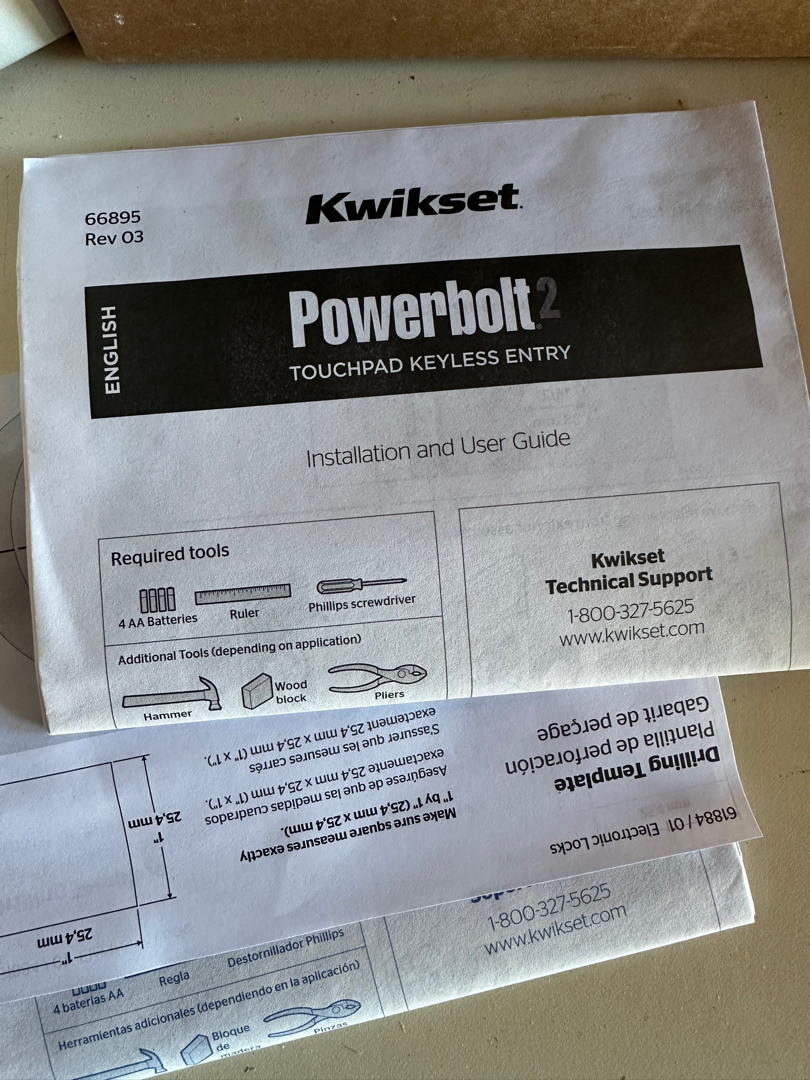 66895
Rev 03
Kwikset.
ENGLISH
Powerbolt.2
TOUCHPAD KEYLESS ENTRY
Installation and User Guide
Required tools
4 AA Batteries
Ruler
Phillips screwdriver
Additional Tools (depending on application)
Hammer
Wood
block
Pliers
Kwikset
Technical Support
1-800-327-5625
www.kwikset.com
61884 / 01 Electronic Locks
Drilling Template
Plantilla de perforación
Gabarit de perçage
Make sure square measures exactly
1" by 1" (25,4 mm x 25,4 mm).
Asegúrese de que las medidas cuadrados
exactamente 25,4 mm x 25,4 mm (1" x 1").
S'assurer que les mesures carrés
exactement 25,4 mm x 25,4 mm (1" x 1").
1"
25,4 mm
1"
25,4 mm
1-800-327-5625
www.kwikset.com
4 baterías AA
Regla
Destornillador Phillips
Herramientas adicionales (dependiendo en la aplicación)
Bloque
de
madera
Pinzas